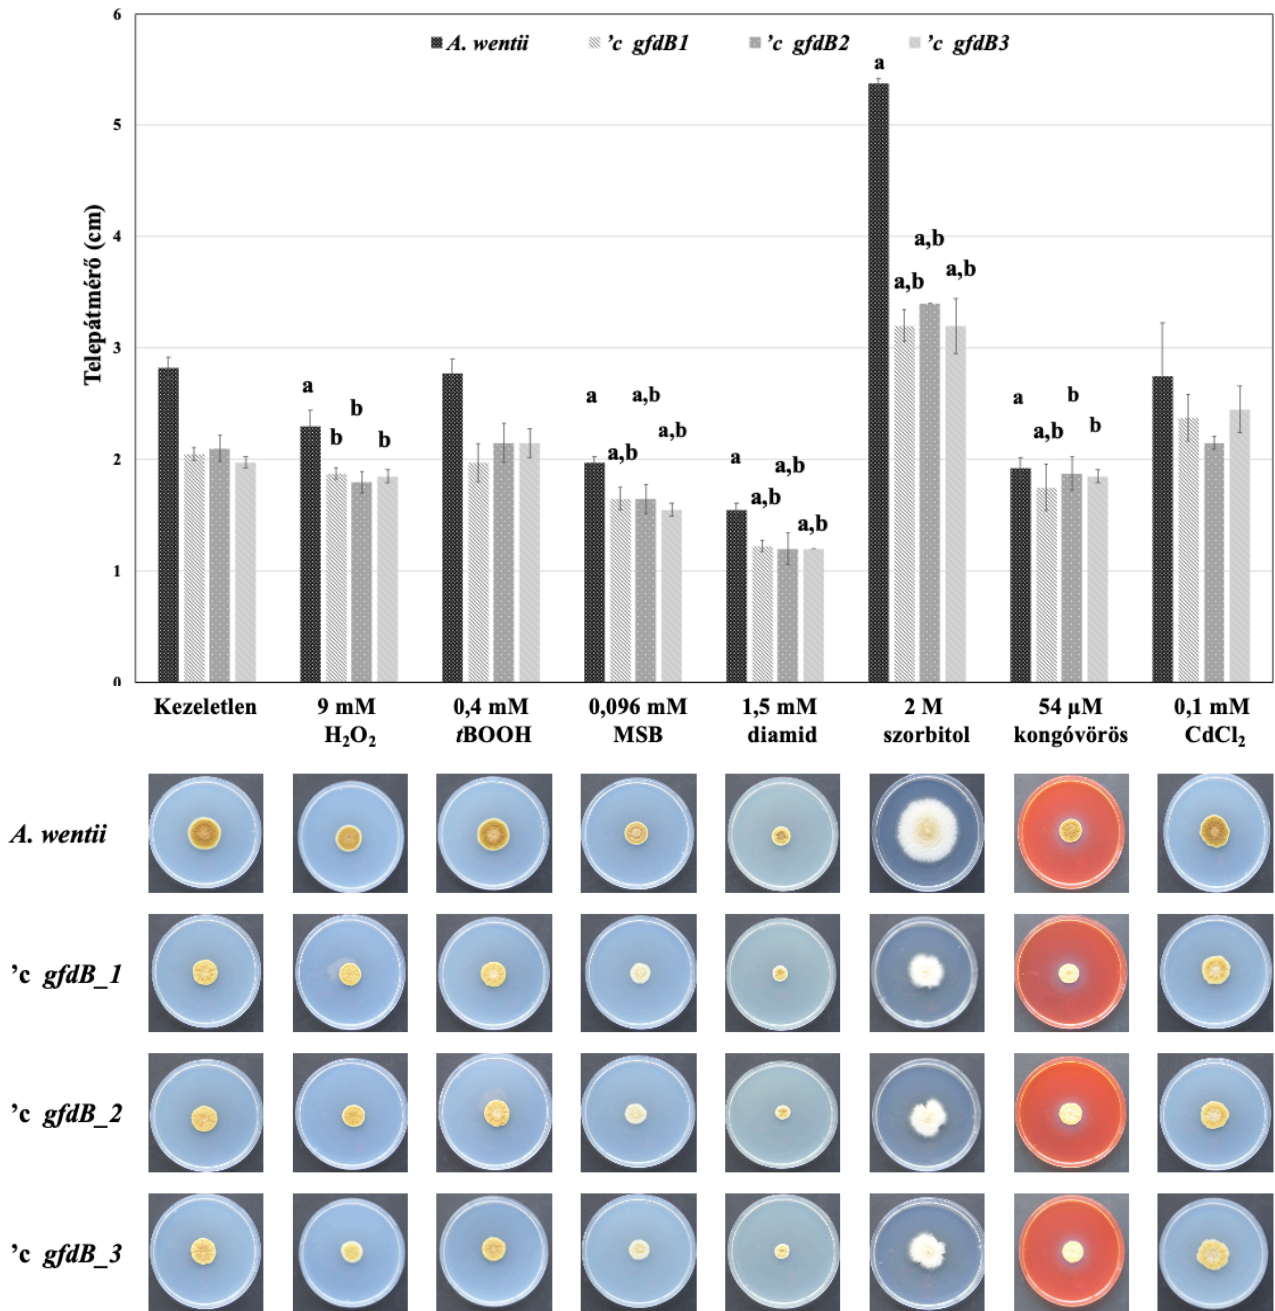 6
A. wentii
’c gfdB1
’c gfdB2
’c gfdB3
a
5
Telepátmérő (cm)
4
a,b
a,b
a,b
3
a
b
b
b
a
a,b
a,b
a,b
a
a,b
a,b
a,b
a
a,b
b
b
2
1
0
Kezeletlen
9 mM
H₂O₂
0,4 mM
tBOOH
0,096 mM
MSB
1,5 mM
diamid
2 M
szorbitol
54 µM
kongóvörös
0,1 mM
CdCl₂
A. wentii
’c gfdB_1
’c gfdB_2
’c gfdB_3